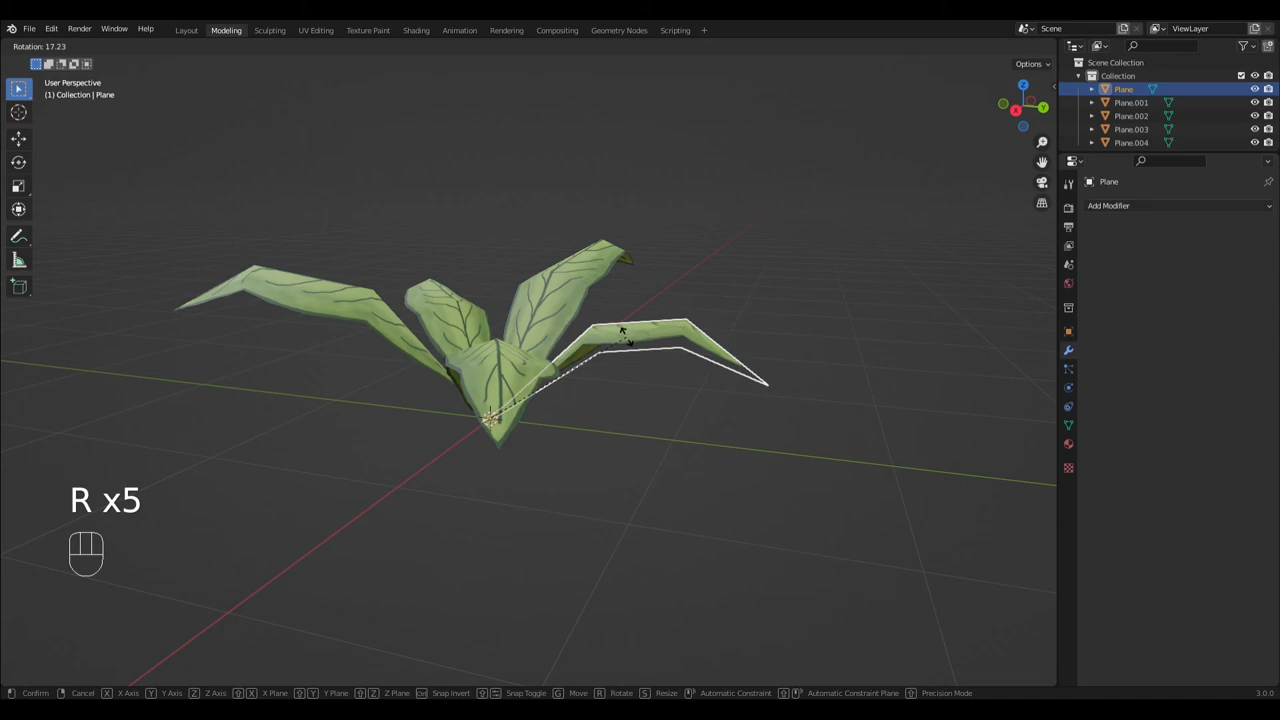 File Edit Render Window Help Layout Modeling Sculpting UV Editing Texture Paint Shading Animation Rendering Compositing Geometry Nodes Scripting Scene ViewLayer
Rotation: 17.23
Options
User Perspective
(1) Collection | Plane
Scene Collection
Collection
Plane
Plane.001
Plane.002
Plane.003
Plane.004
Plane
Add Modifier
Z
Y
X
R x5
Confirm Cancel X X Axis Y Y Axis Z Z Axis X X Plane Y Y Plane Z Z Plane Ctrl Snap Invert Snap Toggle G Move R Rotate S Resize Automatic Constraint Automatic Constraint Plane Precision Mode 3.0.0